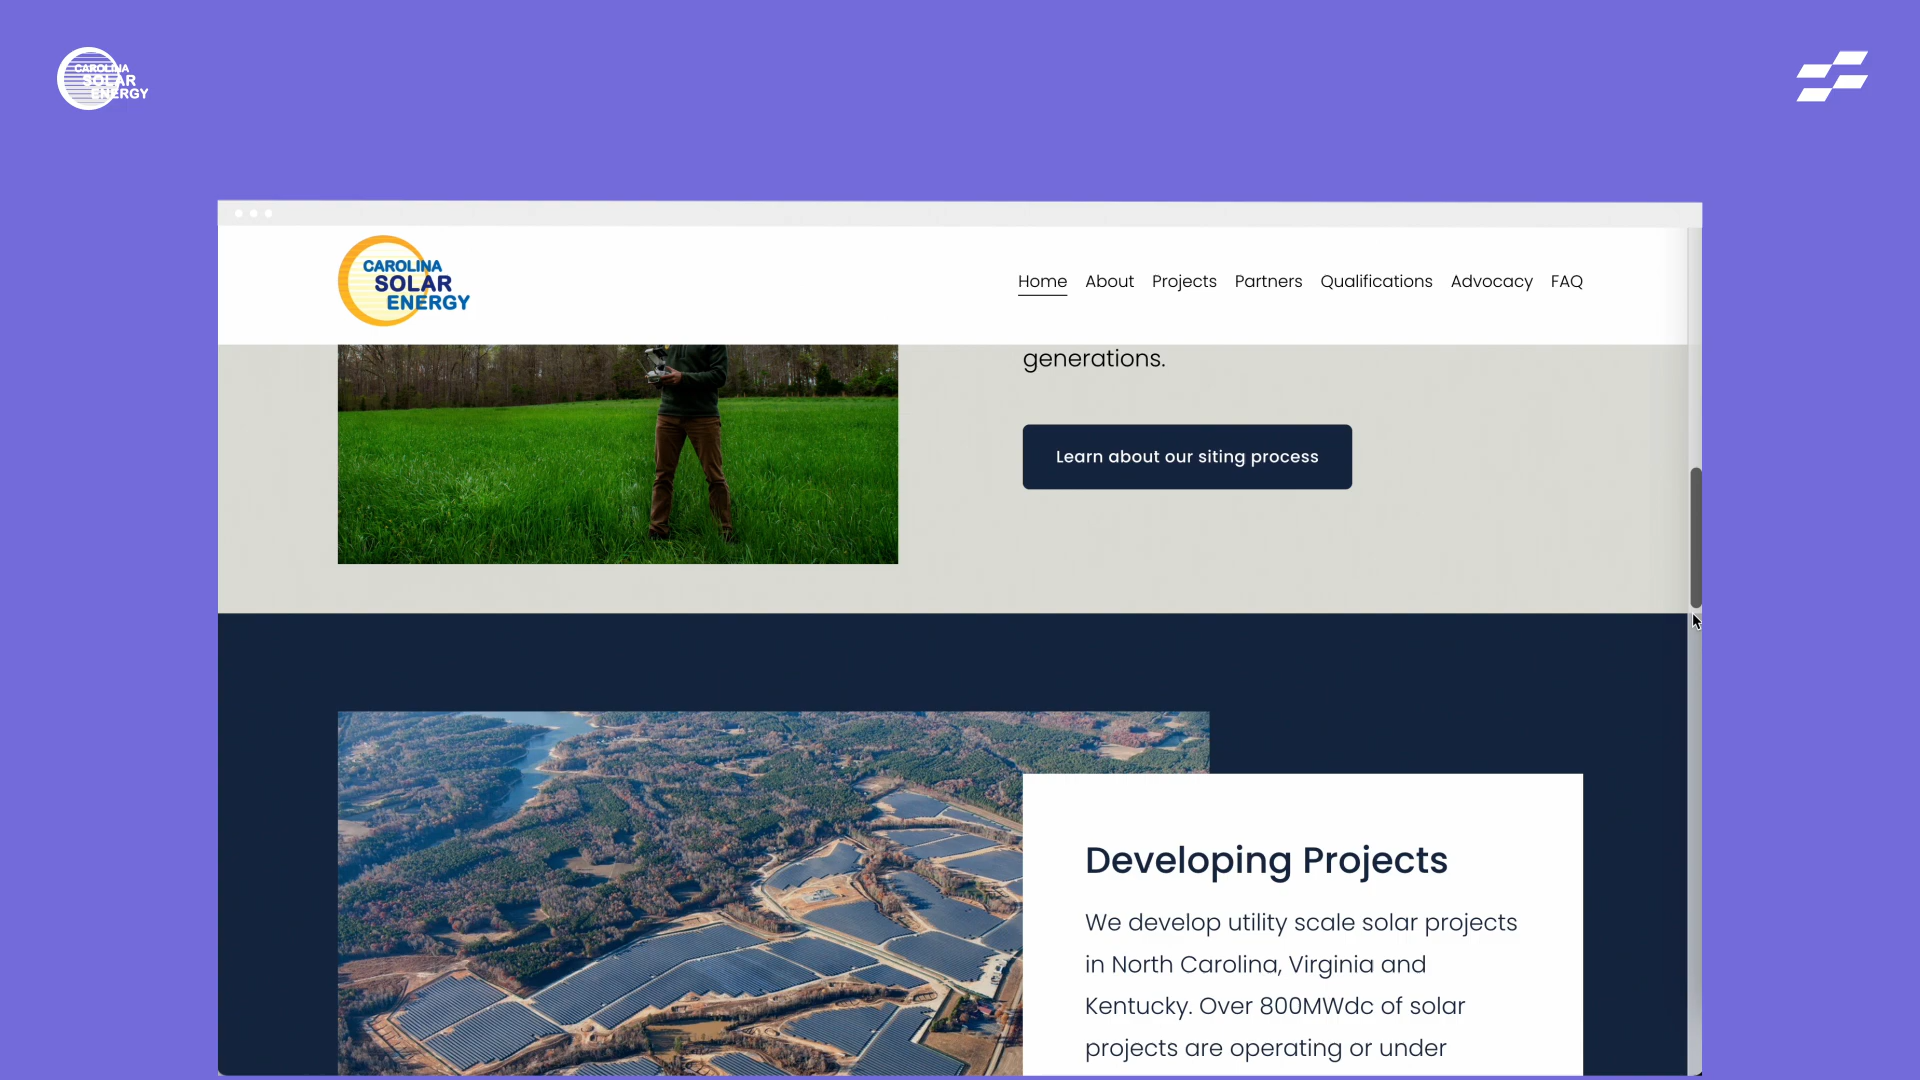 CAROLINA
SOLAR
ENERGY
CAROLINA
SOLAR
ENERGY
Home About Projects Partners Qualifications Advocacy FAQ
generations.
Learn about our siting process
Developing Projects
We develop utility scale solar projects
in North Carolina, Virginia and
Kentucky. Over 800MWdc of solar
projects are operating or under